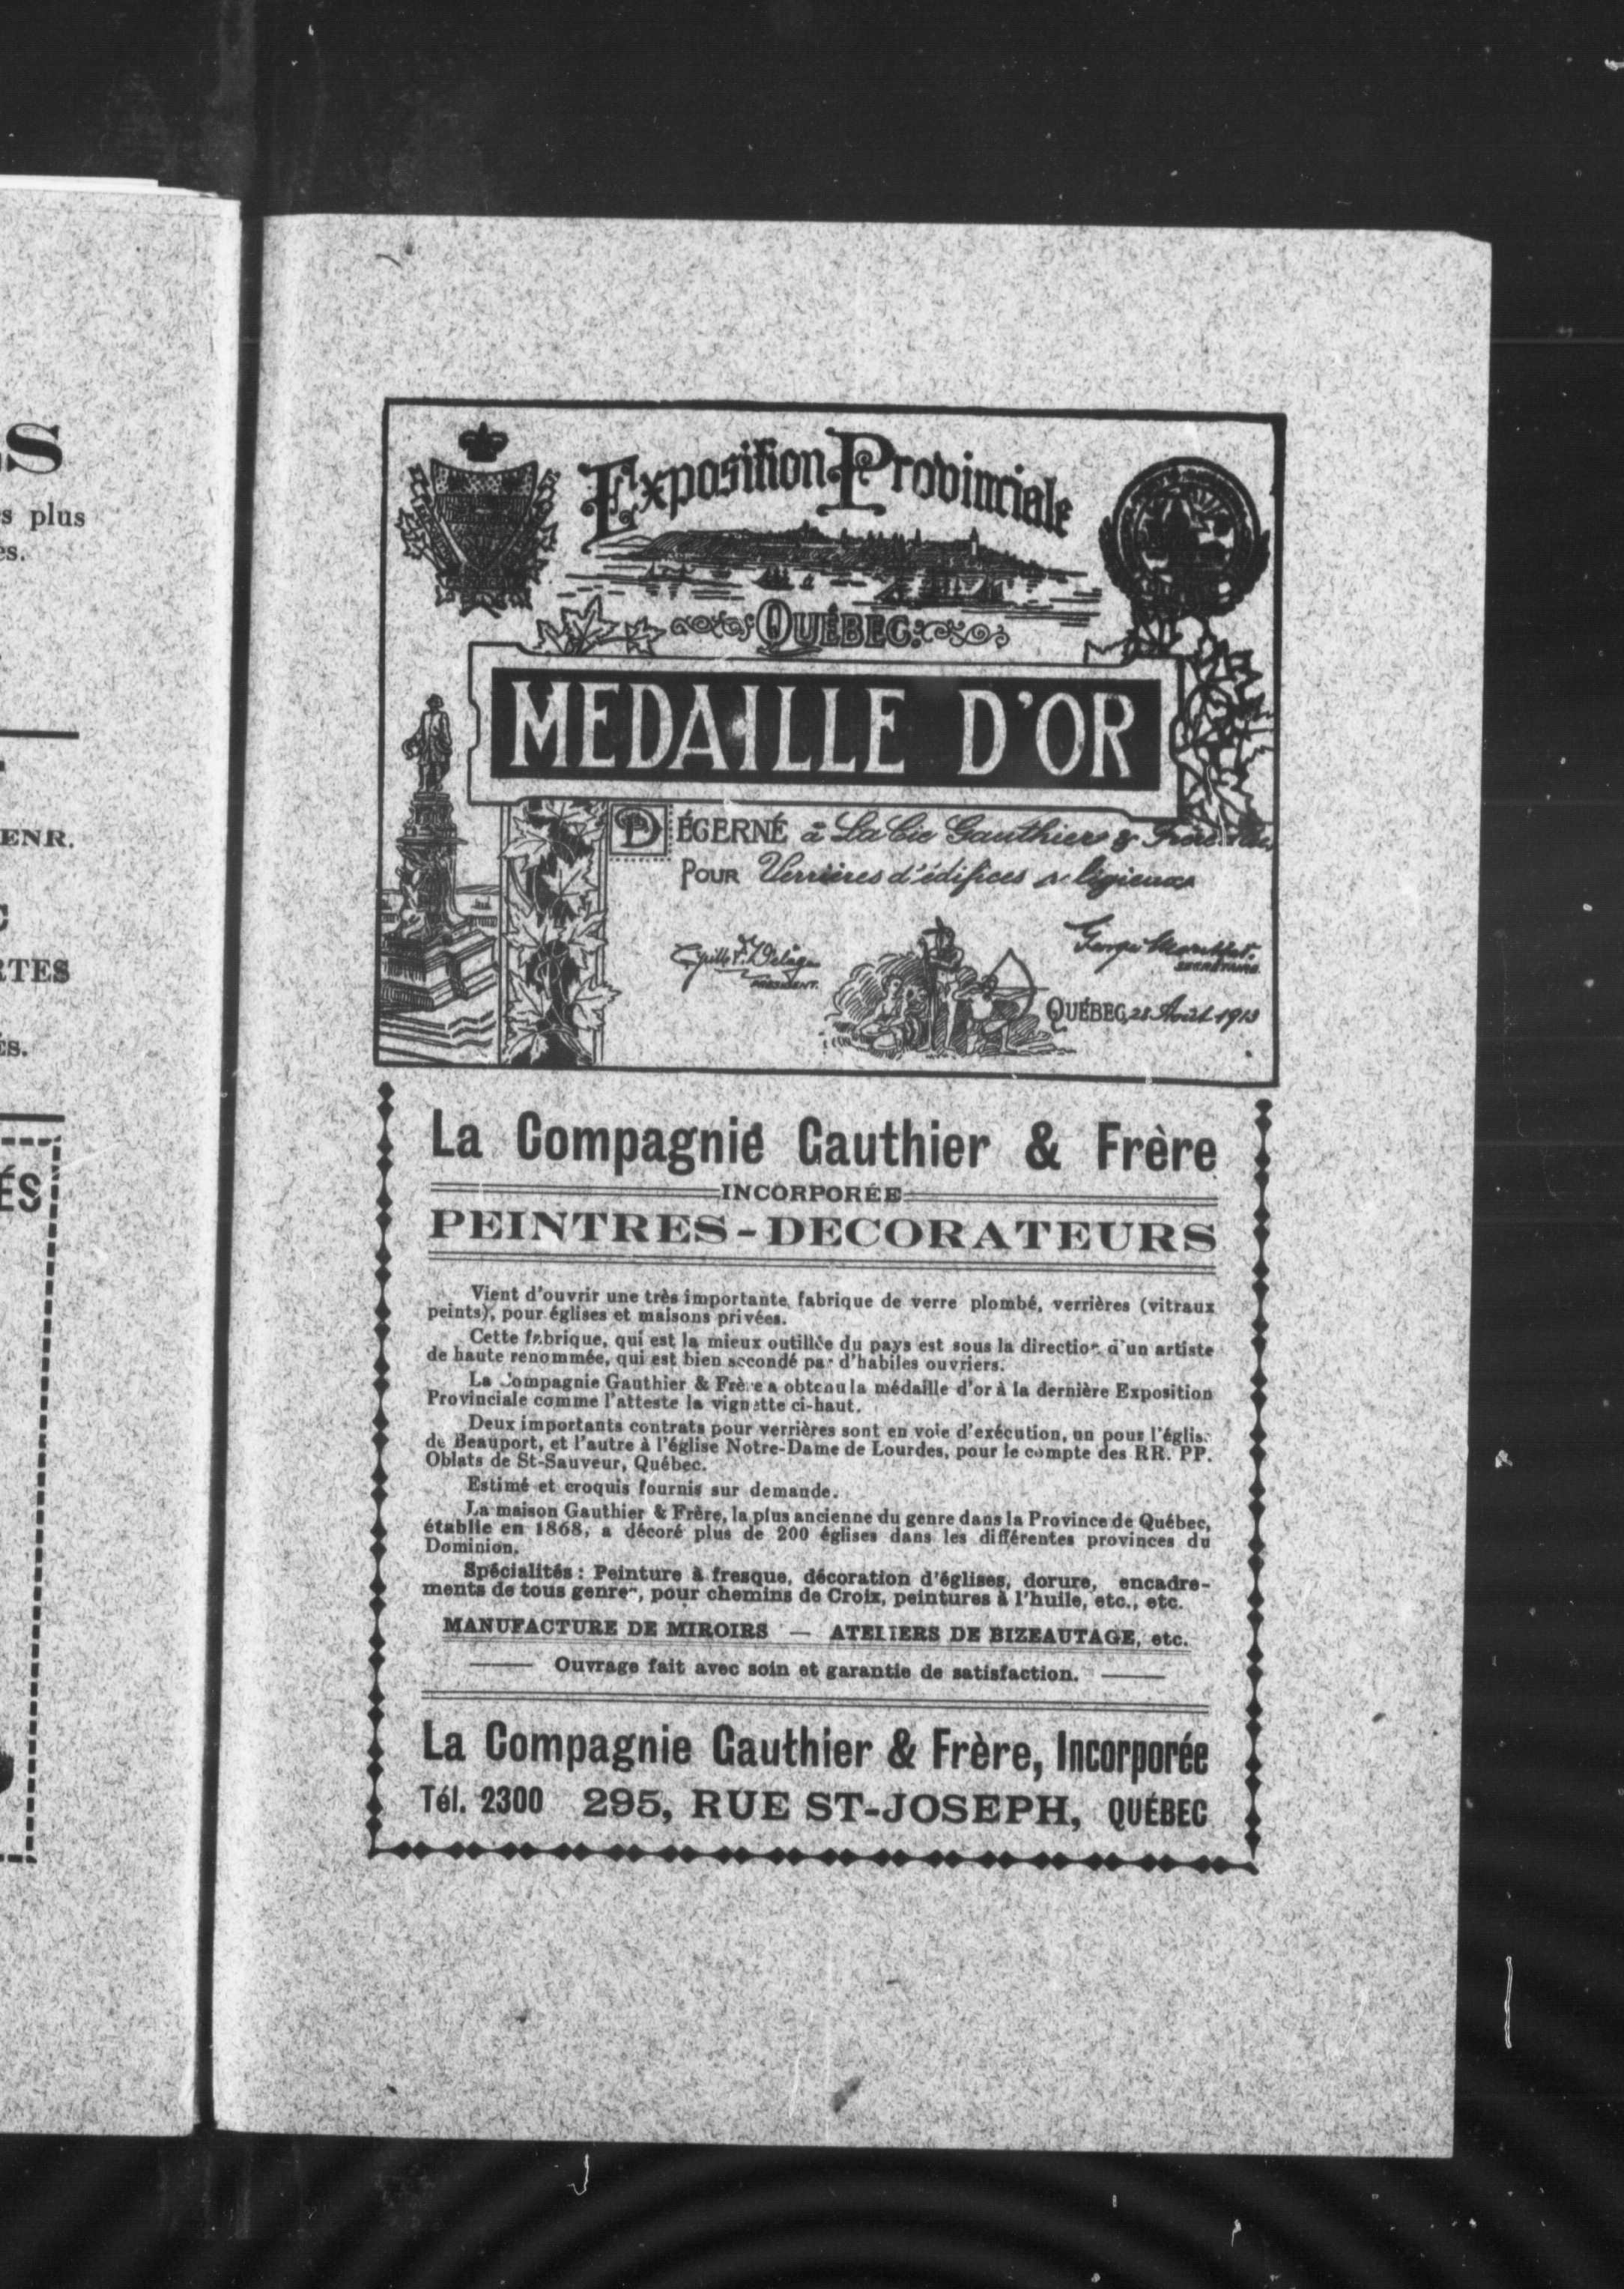 S
s plus
es.
ENR.
C
RTES
ÉS.
ÉS
Exposition Provinciale
QUÉBEC.
MEDAILLE D'OR
DÉCERNÉ à La Cie Gauthier & Frère
POUR Verrières d'édifices religieux
PRÉSIDENT.
SECRÉTAIRE.
QUÉBEC, 28 Août 1913
La Compagnie Gauthier & Frère
INCORPORÉE
PEINTRES-DECORATEURS
Vient d'ouvrir une très importante fabrique de verre plombé, verrières (vitraux
peints), pour églises et maisons privées.
Cette fabrique, qui est la mieux outillée du pays est sous la direction d'un artiste
de haute renommée, qui est bien secondé par d'habiles ouvriers.
La Compagnie Gauthier & Frère a obtenu la médaille d'or à la dernière Exposition
Provinciale comme l'atteste la vignette ci-haut.
Deux importants contrats pour verrières sont en voie d'exécution, un pour l'église
de Beauport, et l'autre à l'église Notre-Dame de Lourdes, pour le compte des RR. PP.
Oblats de St-Sauveur, Québec.
Estimé et croquis fournis sur demande.
La maison Gauthier & Frère, la plus ancienne du genre dans la Province de Québec,
établie en 1868, a décoré plus de 200 églises dans les différentes provinces du
Dominion.
Spécialités : Peinture à fresque, décoration d'églises, dorure, encadre-
ments de tous genres, pour chemins de Croix, peintures à l'huile, etc., etc.
MANUFACTURE DE MIROIRS — ATELIERS DE BIZEAUTAGE, etc.
Ouvrage fait avec soin et garantie de satisfaction.
La Compagnie Gauthier & Frère, Incorporée
Tél. 2300 295, RUE ST-JOSEPH, QUÉBEC